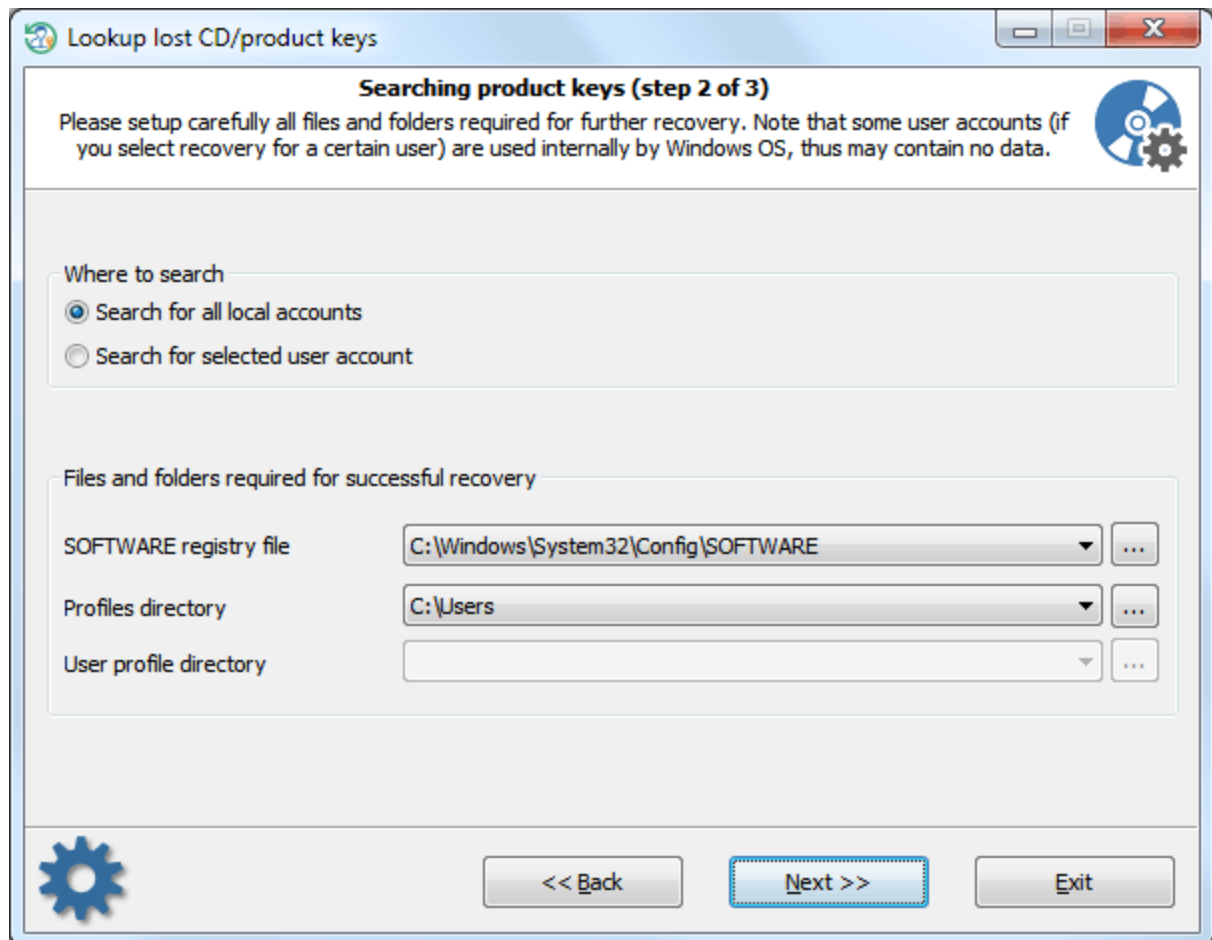 Lookup lost CD/product keys
Searching product keys (step 2 of 3)
Please setup carefully all files and folders required for further recovery. Note that some user accounts (if
you select recovery for a certain user) are used internally by Windows OS, thus may contain no data.
Where to search
Search for all local accounts
Search for selected user account
Files and folders required for successful recovery
SOFTWARE registry file
C:\Windows\System32\Config\SOFTWARE
...
Profiles directory
C:\Users
...
User profile directory
...
<< Back
Next >>
Exit